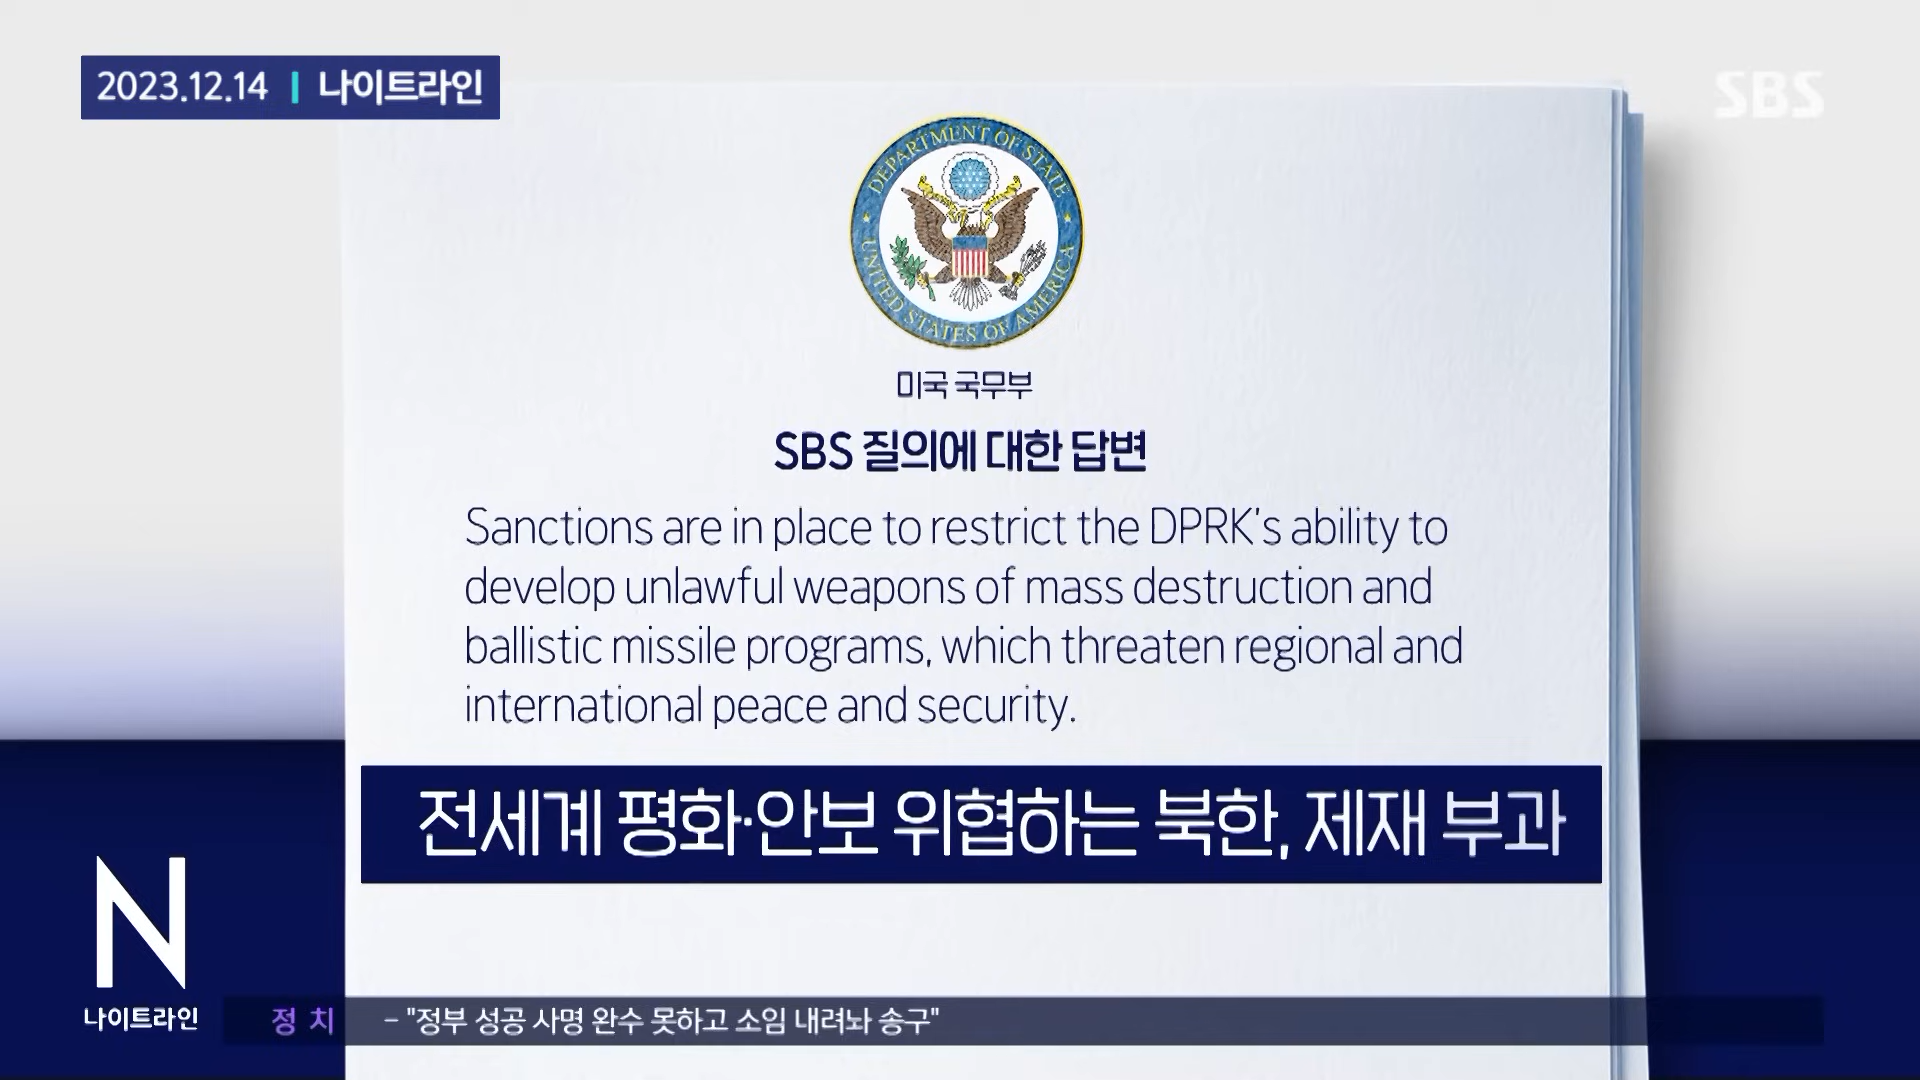 2023.12.14 | 나이트라인
SBS
DEPARTMENT OF STATE
UNITED STATES OF AMERICA
미국 국무부
SBS 질의에 대한 답변
Sanctions are in place to restrict the DPRK's ability to
develop unlawful weapons of mass destruction and
ballistic missile programs, which threaten regional and
international peace and security.
전세계 평화·안보 위협하는 북한, 제재 부과
N
나이트라인
정 치 - "정부 성공 사명 완수 못하고 소임 내려놔 송구"